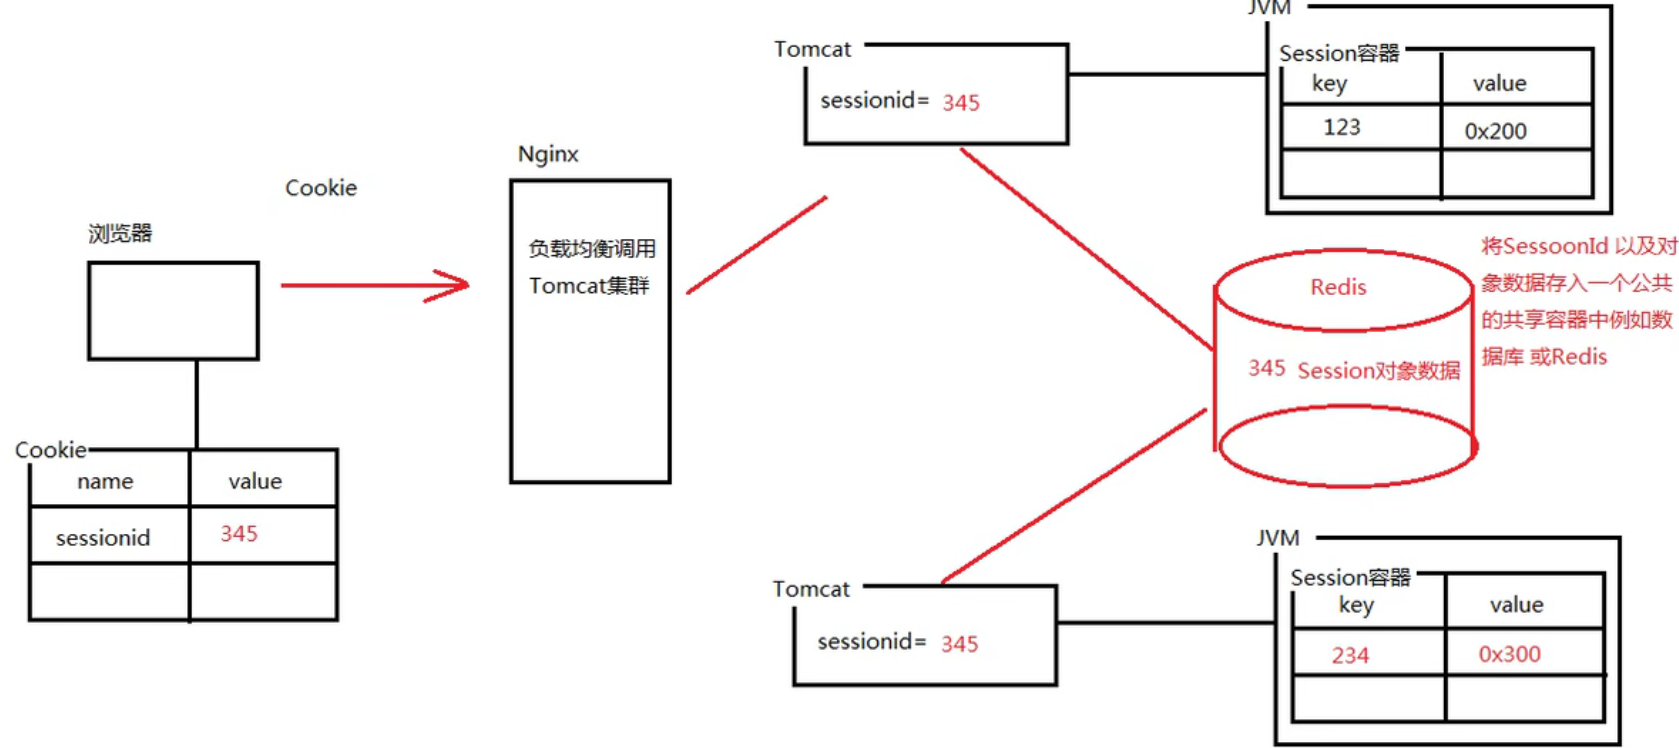 浏览器
Cookie
name value
sessionid 345
Cookie
Nginx
负载均衡调用
Tomcat集群
Tomcat
sessionid= 345
JVM
Session容器
key value
123 0x200
Redis
345 Session对象数据
将SessoonId 以及对
象数据存入一个公共
的共享容器中例如数
据库 或Redis
Tomcat
sessionid= 345
JVM
Session容器
key value
234 0x300